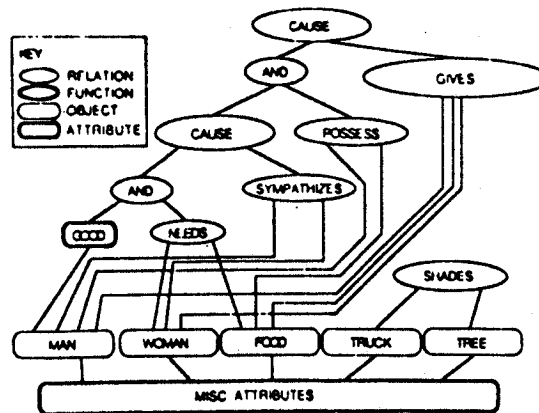 CAUSE
KEY
RELATION
FUNCTION
OBJECT
ATTRIBUTE
AND
GIVES
CAUSE
POSSESS
AND
SYMPATHIZES
GOOD
NEEDS
SHADES
MAN
WOMAN
FOOD
TRUCK
TREE
MISC ATTRIBUTES